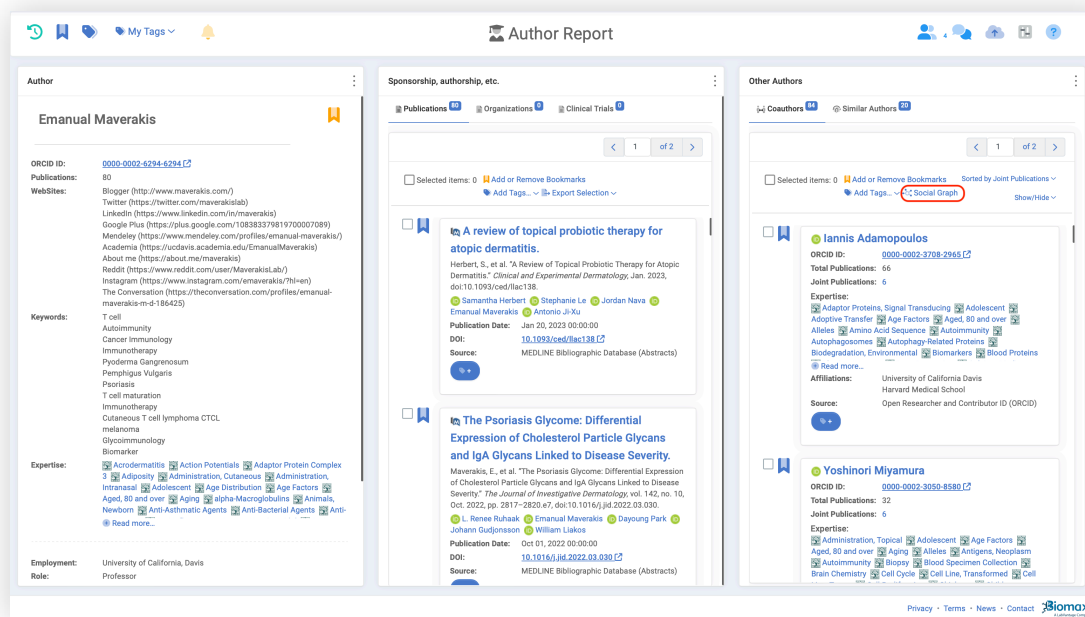 My Tags
Author Report
4
Author
Emanual Maverakis
ORCID ID: 0000-0002-6294-6294
Publications: 80
WebSites: Blogger (http://www.maverakis.com/)
Twitter (https://twitter.com/maverakislab/)
LinkedIn (https://www.linkedin.com/in/maverakis)
Google Plus (https://plus.google.com/108383379819700007089)
Mendeley (https://www.mendeley.com/profiles/emanual-maverakis/)
Academia (https://ucdavis.academia.edu/EmanualMaverakis)
About me (https://about.me/maverakis)
Reddit (https://www.reddit.com/user/MaverakisLab/)
Instagram (https://www.instagram.com/emaverakis/?hl=en)
The Conversation (https://theconversation.com/profiles/emanual-
maverakis-m-d-186425)
Keywords: T cell
Autoimmunity
Cancer Immunology
Immunotherapy
Pyoderma Gangrenosum
Pemphigus Vulgaris
Psoriasis
T cell maturation
Immunotherapy
Cutaneous T cell lymphoma CTCL
melanoma
Glycoimmunology
Biomarker
Expertise: Acrodermatitis Action Potentials Adaptor Protein Complex
3 Adiposity Administration, Cutaneous Administration,
Intranasal Adolescent Age Distribution Age Factors
Aged, 80 and over Aging alpha-Macroglobulins Animals,
Newborn Anti-Asthmatic Agents Anti-Bacterial Agents Anti-
Read more...
Employment: University of California, Davis
Role: Professor
Sponsorship, authorship, etc.
Publications 80 Organizations 0 Clinical Trials 0
1 of 2
Selected items: 0 Add or Remove Bookmarks
Add Tags... Export Selection
A review of topical probiotic therapy for
atopic dermatitis.
Herbert, S., et al. "A Review of Topical Probiotic Therapy for Atopic
Dermatitis." Clinical and Experimental Dermatology, Jan. 2023,
doi:10.1093/ced/llac138.
Samantha Herbert Stephanie Le Jordan Nava
Emanual Maverakis Antonio Ji-Xu
Publication Date: Jan 20, 2023 00:00:00
DOI: 10.1093/ced/llac138
Source: MEDLINE Bibliographic Database (Abstracts)
+
The Psoriasis Glycome: Differential
Expression of Cholesterol Particle Glycans
and IgA Glycans Linked to Disease Severity.
Maverakis, E., et al. "The Psoriasis Glycome: Differential Expression
of Cholesterol Particle Glycans and IgA Glycans Linked to Disease
Severity." The Journal of Investigative Dermatology, vol. 142, no. 10,
Oct. 2022, pp. 2817–2820.e7, doi:10.1016/j.jid.2022.03.030.
L. Renee Ruhaak Emanual Maverakis Dayoung Park
Johann Gudjonsson William Liakos
Publication Date: Oct 01, 2022 00:00:00
DOI: 10.1016/j.jid.2022.03.030
Source: MEDLINE Bibliographic Database (Abstracts)
Other Authors
Coauthors 84 Similar Authors 20
1 of 2
Selected items: 0 Add or Remove Bookmarks Sorted by Joint Publications
Add Tags... Social Graph Show/Hide
Iannis Adamopoulos
ORCID ID: 0000-0002-3708-2965
Total Publications: 66
Joint Publications: 6
Expertise:
Adaptor Proteins, Signal Transducing Adolescent
Adoptive Transfer Age Factors Aged, 80 and over
Alleles Amino Acid Sequence Autoimmunity
Autophagosomes Autophagy-Related Proteins
Biodegradation, Environmental Biomarkers Blood Proteins
Read more...
Affiliations: University of California Davis
Harvard Medical School
Source: Open Researcher and Contributor ID (ORCID)
+
Yoshinori Miyamura
ORCID ID: 0000-0002-3050-8580
Total Publications: 32
Joint Publications: 6
Expertise:
Administration, Topical Adolescent Age Factors
Aged, 80 and over Aging Alleles Antigens, Neoplasm
Autoimmunity Biopsy Blood Specimen Collection
Brain Chemistry Cell Cycle Cell Line, Transformed Cell
Privacy • Terms • News • Contact Biomax